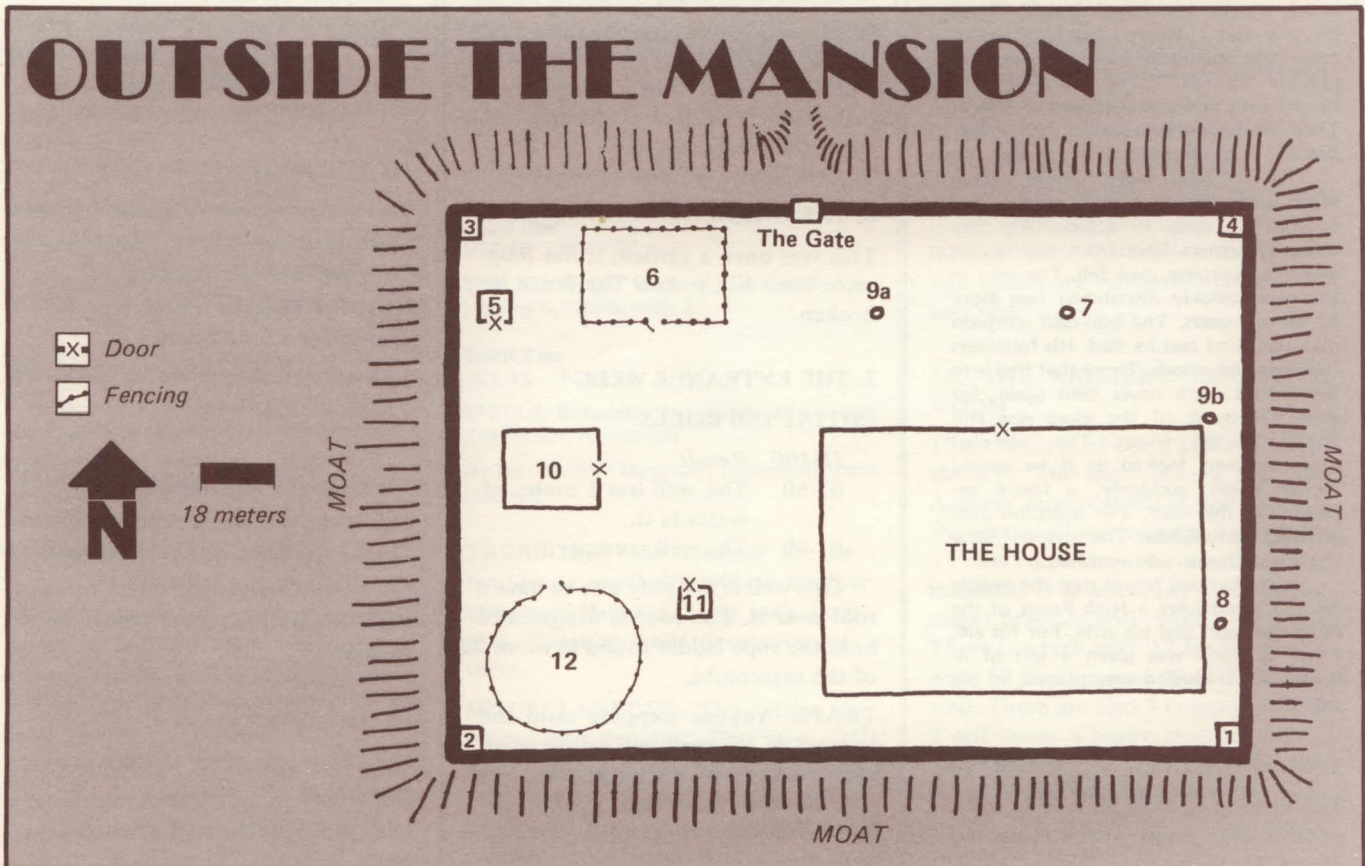 OUTSIDE THE MANSION
3
The Gate
4
6
5
9a
7
Door
Fencing
9b
MOAT
N
18 meters
10
THE HOUSE
MOAT
11
8
12
2
1
MOAT